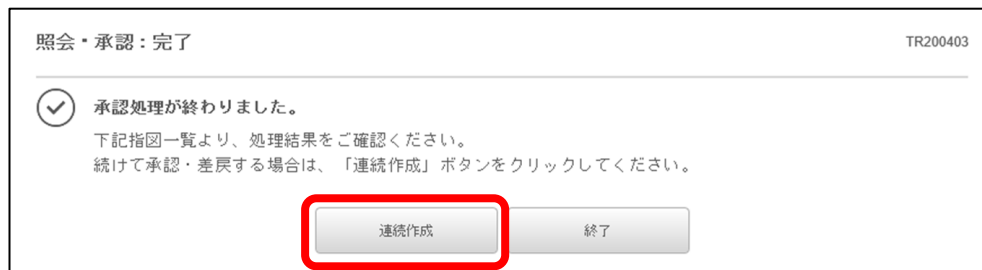 照会・承認：完了
TR200403
承認処理が終わりました。
下記指図一覧より、処理結果をご確認ください。
続けて承認・差戻する場合は、「連続作成」ボタンをクリックしてください。
連続作成
終了